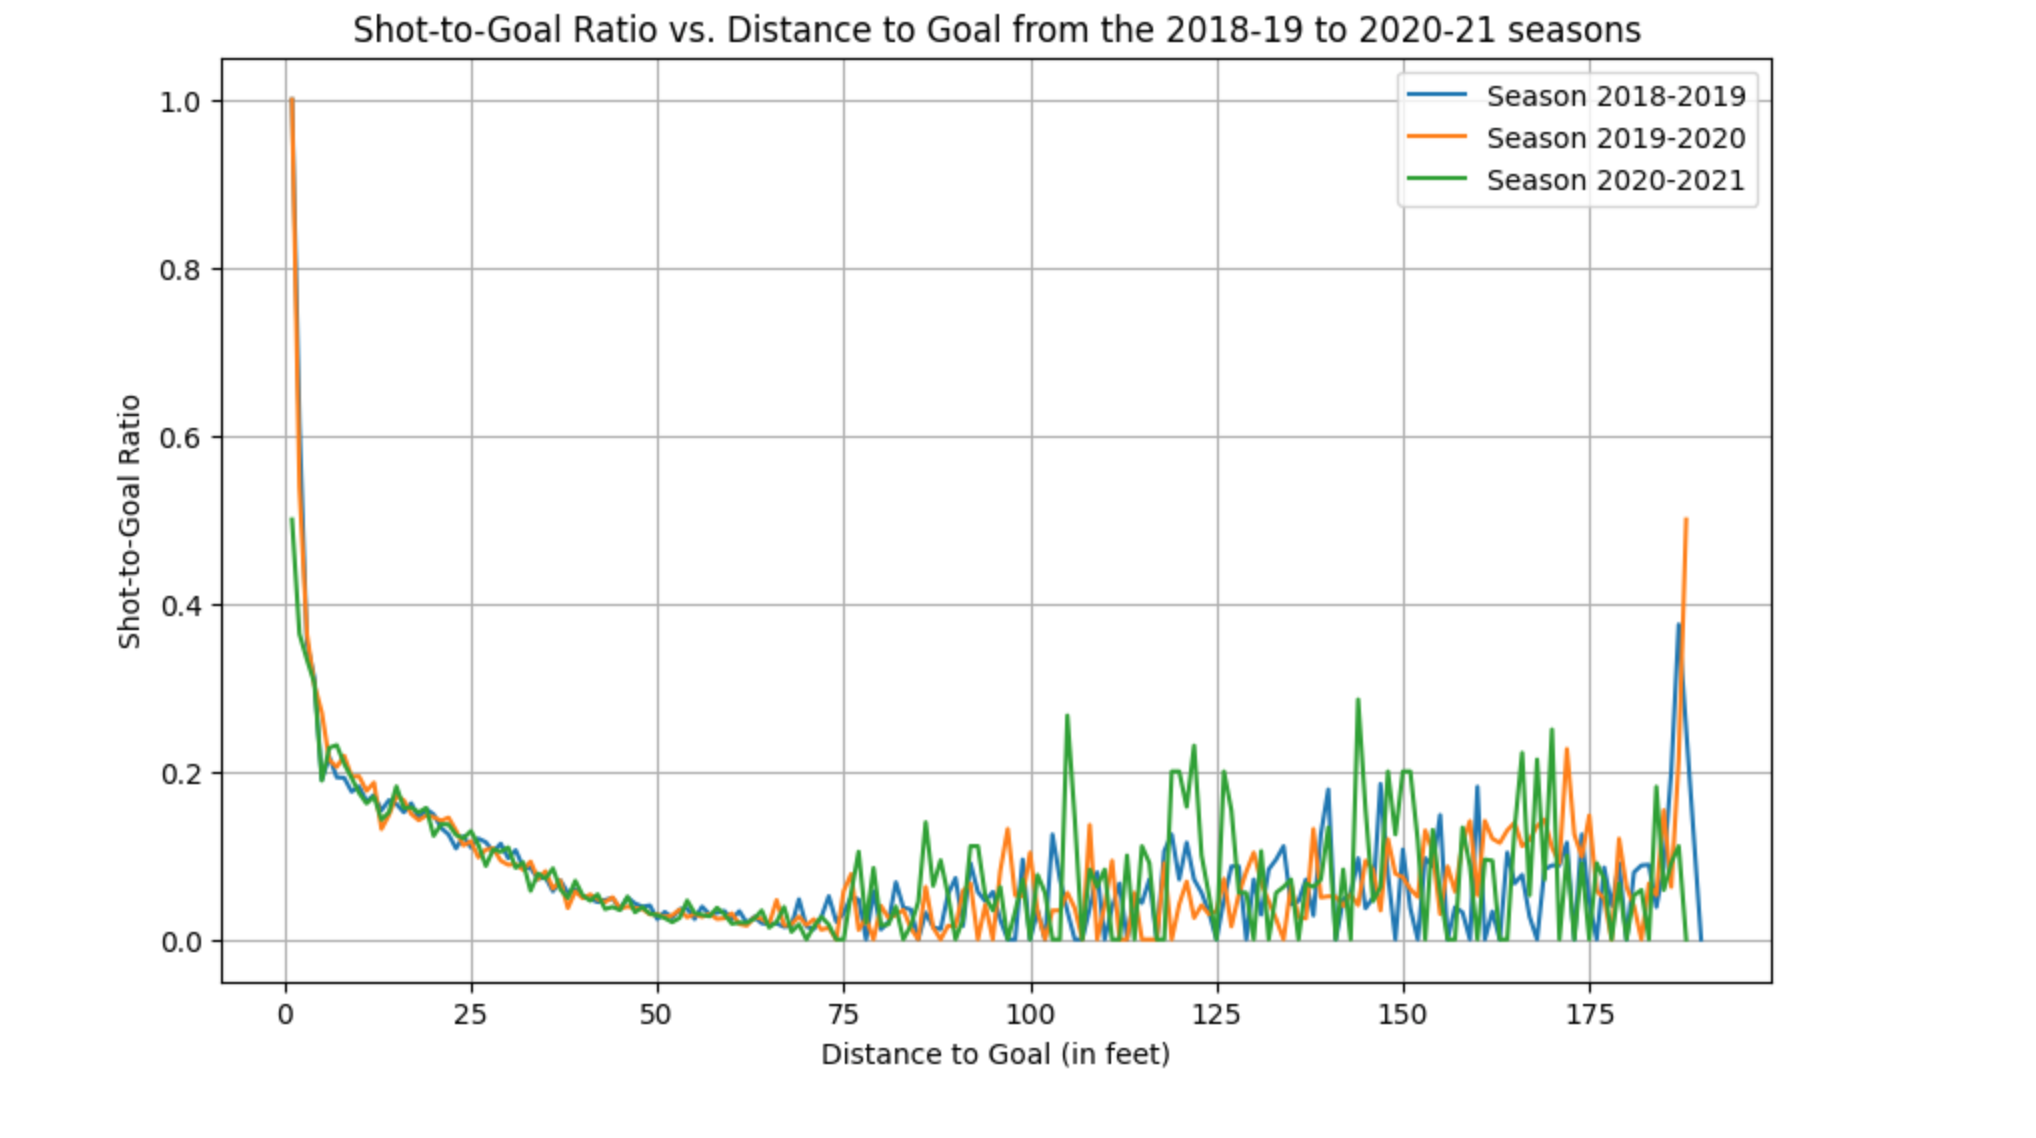 Shot-to-Goal Ratio vs. Distance to Goal from the 2018-19 to 2020-21 seasons
Season 2018-2019
Season 2019-2020
Season 2020-2021
Shot-to-Goal Ratio
1.0
0.8
0.6
0.4
0.2
0.0
0 25 50 75 100 125 150 175
Distance to Goal (in feet)